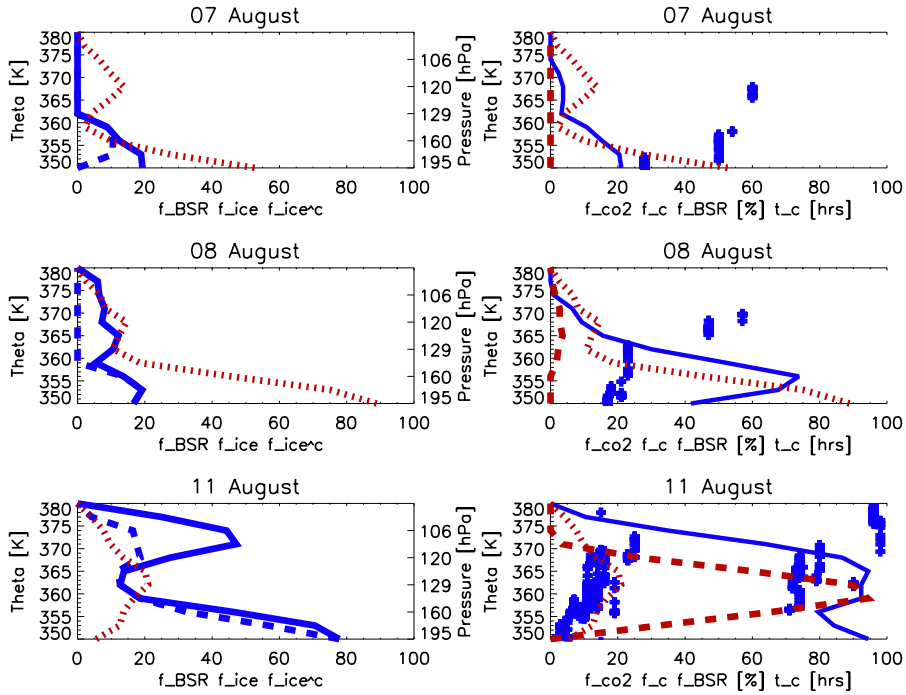 07 August
Theta [K]
380
375
370
365
360
355
350
106
120
129
160
195
Pressure [hPa]
0 20 40 60 80 100
f_BSR f_ice f_ice^c
07 August
Theta [K]
380
375
370
365
360
355
350
0 20 40 60 80 100
f_co2 f_c f_BSR [%] t_c [hrs]
08 August
Theta [K]
380
375
370
365
360
355
350
106
120
129
160
195
Pressure [hPa]
0 20 40 60 80 100
f_BSR f_ice f_ice^c
08 August
Theta [K]
380
375
370
365
360
355
350
0 20 40 60 80 100
f_co2 f_c f_BSR [%] t_c [hrs]
11 August
Theta [K]
380
375
370
365
360
355
350
106
120
129
160
195
Pressure [hPa]
0 20 40 60 80 100
f_BSR f_ice f_ice^c
11 August
Theta [K]
380
375
370
365
360
355
350
0 20 40 60 80 100
f_co2 f_c f_BSR [%] t_c [hrs]